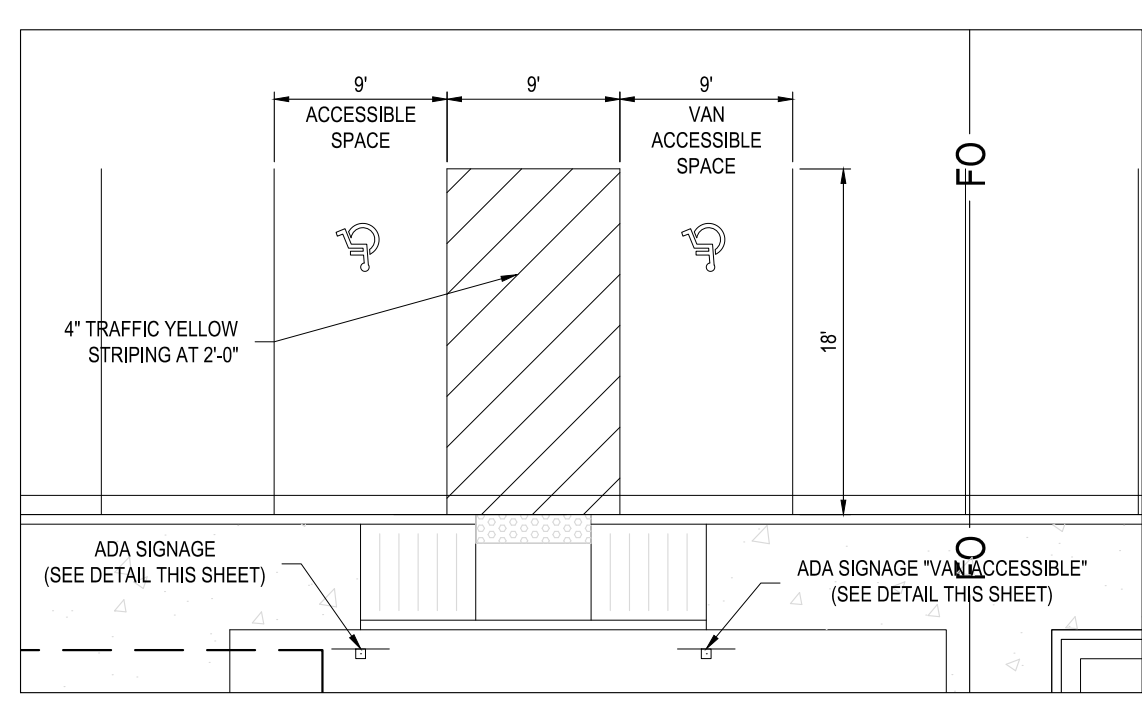 9'
9'
9'
ACCESSIBLE
SPACE
VAN
ACCESSIBLE
SPACE
FO
4" TRAFFIC YELLOW
STRIPING AT 2'-0"
18'
ADA SIGNAGE
(SEE DETAIL THIS SHEET)
FO
ADA SIGNAGE "VAN ACCESSIBLE"
(SEE DETAIL THIS SHEET)